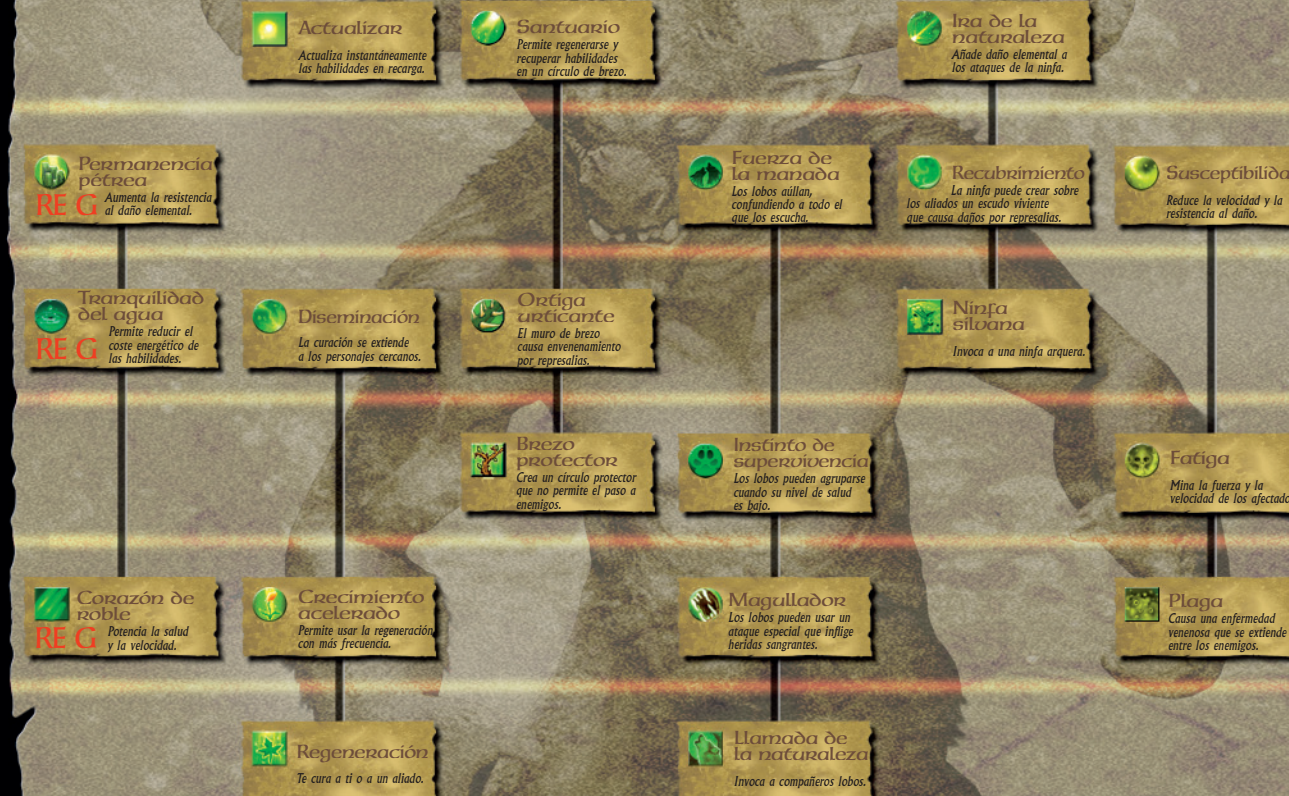 Actualizar
Actualiza instantáneamente
las habilidades en recarga.
Santuario
Permite regenerarse y
recuperar habilidades
en un círculo de brezo.
Ira de la
naturaleza
Añade daño elemental a
los ataques de la ninfa.
Permanencia
pétrea
RE G
Aumenta la resistencia
al daño elemental.
Fuerza de
la manada
Los lobos aúllan,
confundiendo a todo el
que los escucha.
Recubrimiento
La ninfa puede crear sobre
los aliados un escudo viviente
que causa daños por represalias.
Susceptibilida
Reduce la velocidad y la
resistencia al daño.
Tranquilidad
del agua
RE G
Permite reducir el
coste energético de
las habilidades.
Diseminación
La curación se extiende
a los personajes cercanos.
Ortiga
urticante
El muro de brezo
causa envenenamiento
por represalias.
Ninfa
silvana
Invoca a una ninfa arquera.
Brezo
protector
Crea un círculo protector
que no permite el paso a
enemigos.
Instinto de
supervivencia
Los lobos pueden agruparse
cuando su nivel de salud
es bajo.
Fatiga
Mina la fuerza y la
velocidad de los afectado
Corazón de
roble
RE G
Potencia la salud
y la velocidad.
Crecimiento
acelerado
Permite usar la regeneración
con más frecuencia.
Magullador
Los lobos pueden usar un
ataque especial que inflige
heridas sangrantes.
Plaga
Causa una enfermedad
venenosa que se extiende
entre los enemigos.
Regeneración
Te cura a ti o a un aliado.
Llamada de
la naturaleza
Invoca a compañeros lobos.